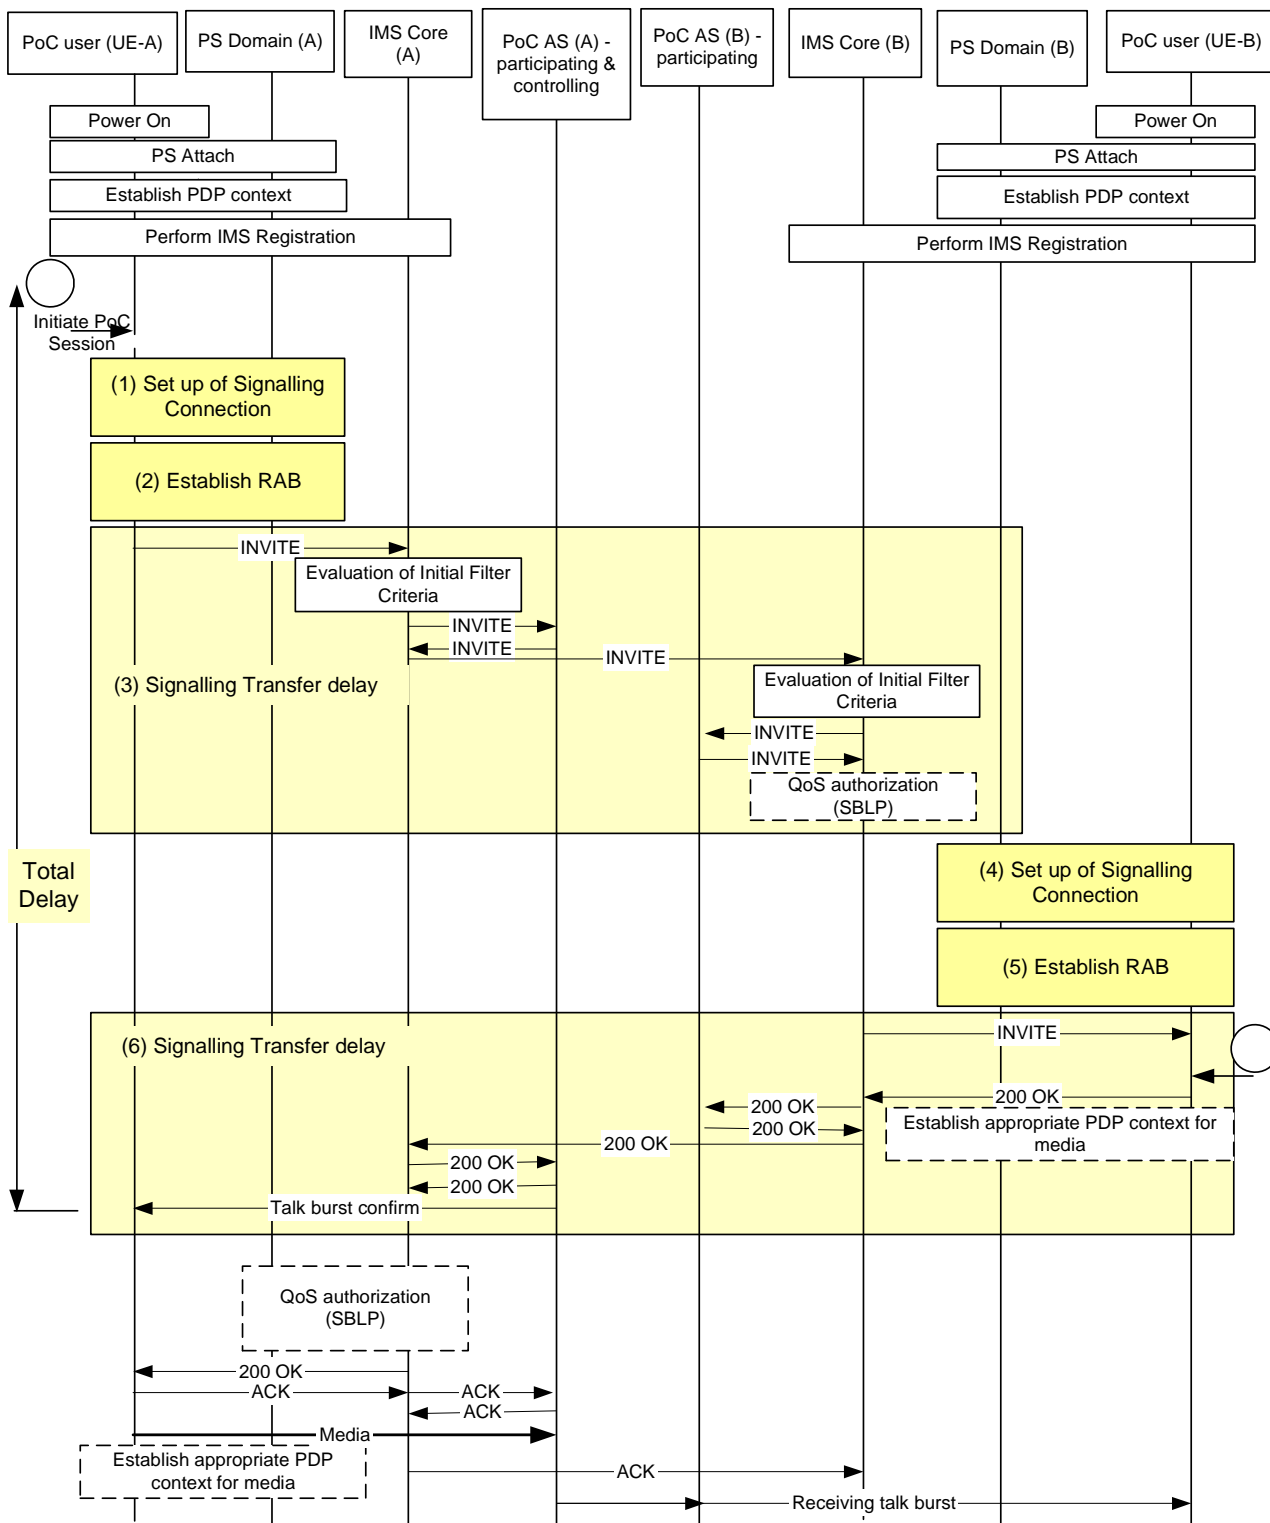 PoC user (UE-A)
PS Domain (A)
IMS Core
(A)
PoC AS (A) -
participating &
controlling
PoC AS (B) -
participating
IMS Core (B)
PS Domain (B)
PoC user (UE-B)
Power On
Power On
PS Attach
PS Attach
Establish PDP context
Establish PDP context
Perform IMS Registration
Perform IMS Registration
Initiate PoC
Session
(1) Set up of Signalling
Connection
(2) Establish RAB
INVITE
Evaluation of Initial Filter
Criteria
INVITE
INVITE
INVITE
(3) Signalling Transfer delay
Evaluation of Initial Filter
Criteria
INVITE
INVITE
QoS authorization
(SBLP)
Total
Delay
(4) Set up of Signalling
Connection
(5) Establish RAB
(6) Signalling Transfer delay
INVITE
200 OK
200 OK
200 OK
Establish appropriate PDP context for
media
200 OK
200 OK
200 OK
Talk burst confirm
QoS authorization
(SBLP)
200 OK
ACK
ACK
ACK
Media
Establish appropriate PDP
context for media
ACK
Receiving talk burst